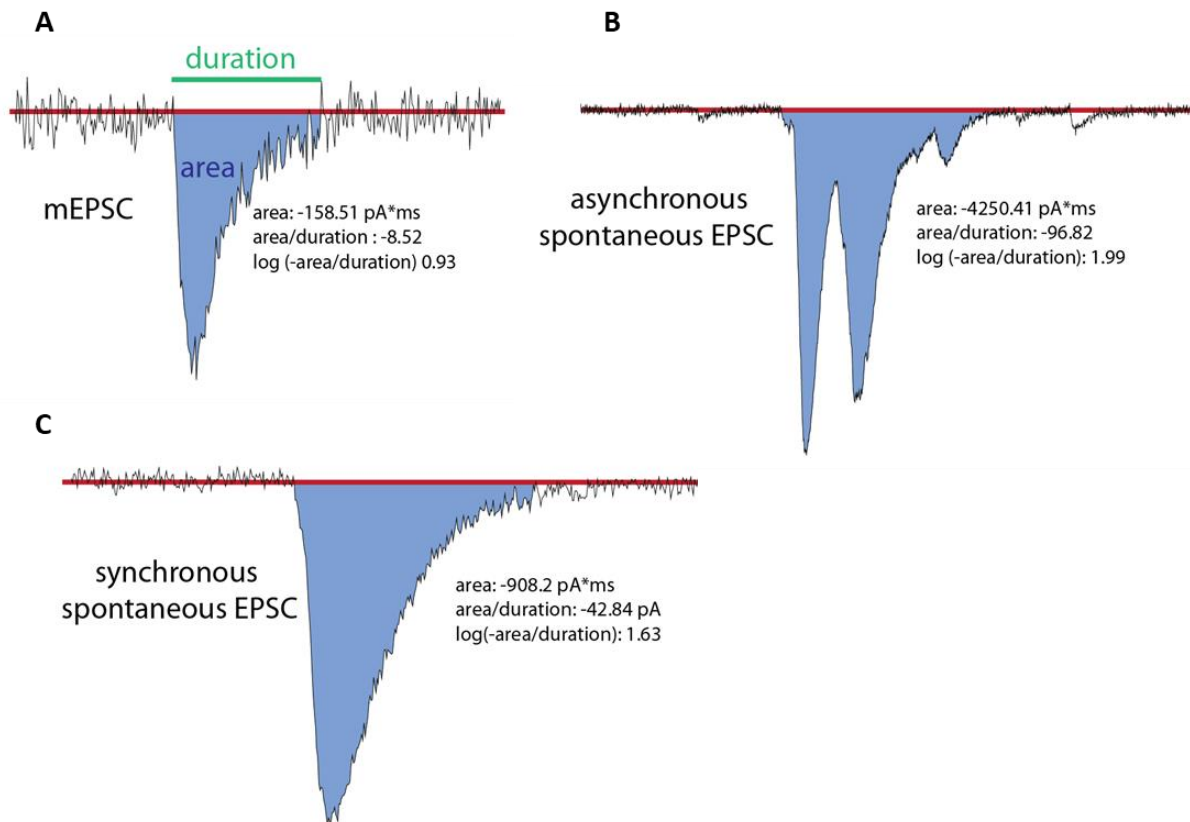 A
duration
area
mEPSC
area: -158.51 pA*ms
area/duration : -8.52
log (-area/duration) 0.93
B
asynchronous
spontaneous EPSC
area: -4250.41 pA*ms
area/duration: -96.82
log (-area/duration): 1.99
C
synchronous
spontaneous EPSC
area: -908.2 pA*ms
area/duration: -42.84 pA
log(-area/duration): 1.63